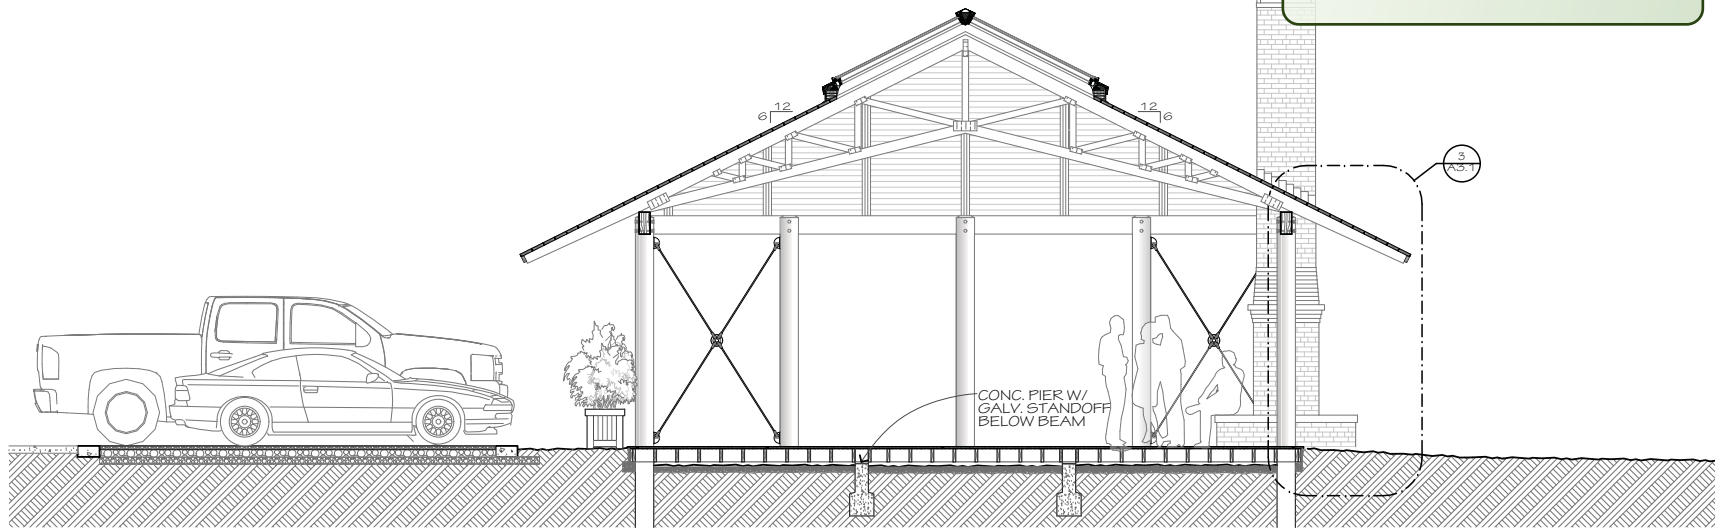 12
6
12
6
3
A3.1
CONC. PIER W/
GALV. STANDOFF
BELOW BEAM